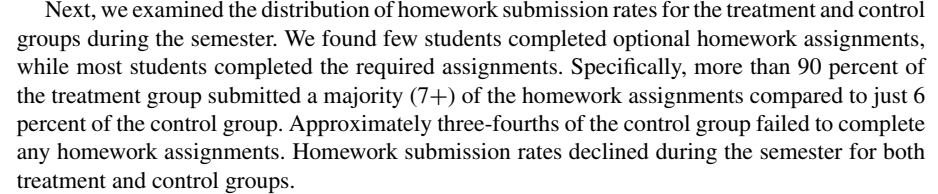 Next, we examined the distribution of homework submission rates for the treatment and control
groups during the semester. We found few students completed optional homework assignments,
while most students completed the required assignments. Specifically, more than 90 percent of
the treatment group submitted a majority (7+) of the homework assignments compared to just 6
percent of the control group. Approximately three-fourths of the control group failed to complete
any homework assignments. Homework submission rates declined during the semester for both
treatment and control groups.